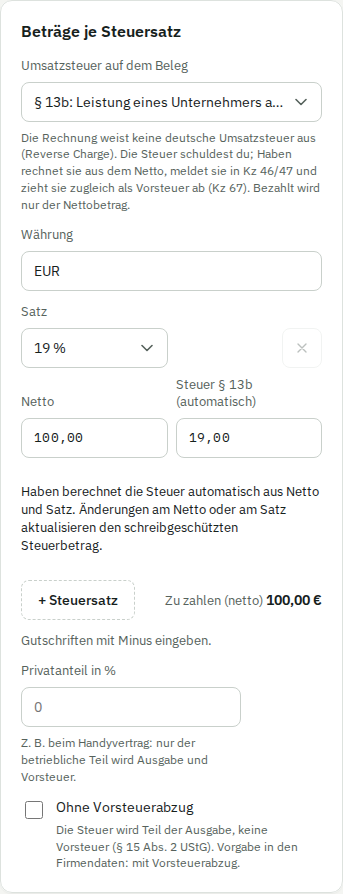 Beträge je Steuersatz
Umsatzsteuer auf dem Beleg
§ 13b: Leistung eines Unternehmers a...
Die Rechnung weist keine deutsche Umsatzsteuer aus
(Reverse Charge). Die Steuer schuldest du; Haben
rechnet sie aus dem Netto, meldet sie in Kz 46/47 und
zieht sie zugleich als Vorsteuer ab (Kz 67). Bezahlt wird
nur der Nettobetrag.
Währung
EUR
Satz
19 %
Netto
Steuer § 13b
(automatisch)
100,00
19,00
Haben berechnet die Steuer automatisch aus Netto
und Satz. Änderungen am Netto oder am Satz
aktualisieren den schreibgeschützten
Steuerbetrag.
+ Steuersatz
Zu zahlen (netto) 100,00 €
Gutschriften mit Minus eingeben.
Privatanteil in %
0
Z. B. beim Handyvertrag: nur der
betriebliche Teil wird Ausgabe und
Vorsteuer.
Ohne Vorsteuerabzug
Die Steuer wird Teil der Ausgabe, keine
Vorsteuer (§ 15 Abs. 2 UStG). Vorgabe in den
Firmendaten: mit Vorsteuerabzug.